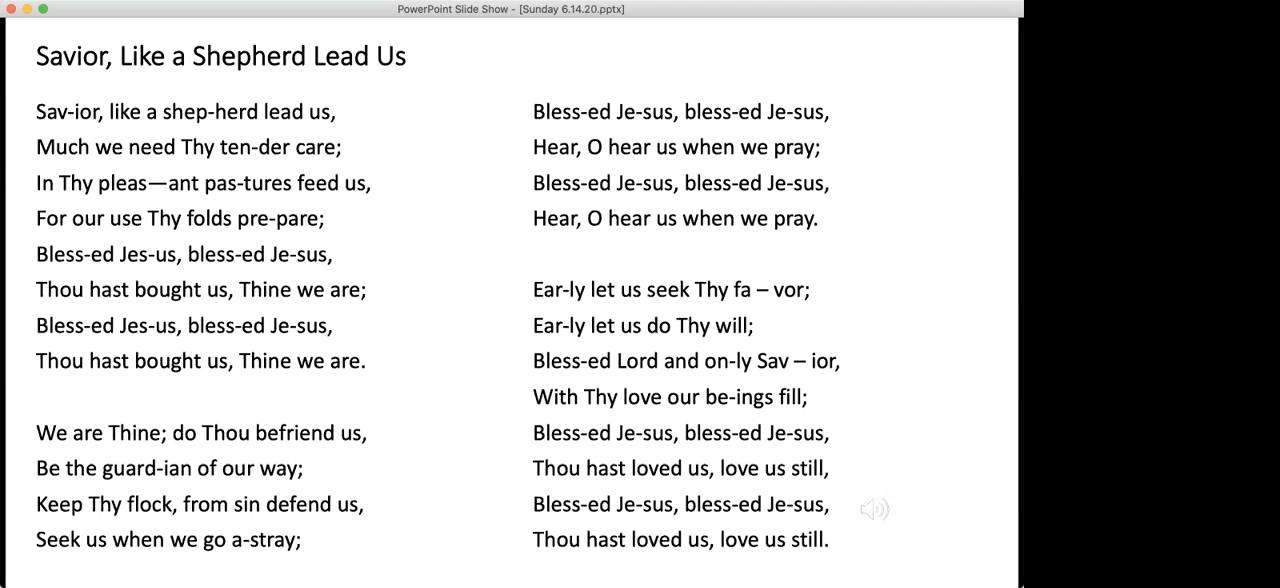 PowerPoint Slide Show - [Sunday 6.14.20.pptx]
Savior, Like a Shepherd Lead Us
Sav-ior, like a shep-herd lead us,
Much we need Thy ten-der care;
In Thy pleas—ant pas-tures feed us,
For our use Thy folds pre-pare;
Bless-ed Jes-us, bless-ed Je-sus,
Thou hast bought us, Thine we are;
Bless-ed Jes-us, bless-ed Je-sus,
Thou hast bought us, Thine we are.
We are Thine; do Thou befriend us,
Be the guard-ian of our way;
Keep Thy flock, from sin defend us,
Seek us when we go a-stray;
Bless-ed Je-sus, bless-ed Je-sus,
Hear, O hear us when we pray;
Bless-ed Je-sus, bless-ed Je-sus,
Hear, O hear us when we pray.
Ear-ly let us seek Thy fa – vor;
Ear-ly let us do Thy will;
Bless-ed Lord and on-ly Sav – ior,
With Thy love our be-ings fill;
Bless-ed Je-sus, bless-ed Je-sus,
Thou hast loved us, love us still,
Bless-ed Je-sus, bless-ed Je-sus,
Thou hast loved us, love us still.